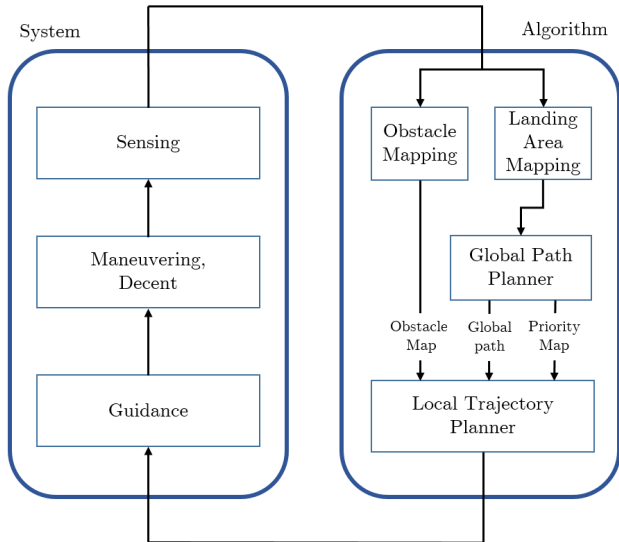 System
Algorithm
Sensing
Maneuvering,
Decent
Guidance
Obstacle
Mapping
Landing
Area
Mapping
Global Path
Planner
Obstacle
Map
Global
path
Priority
Map
Local Trajectory
Planner